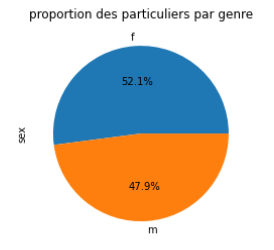 proportion des particuliers par genre
f
52.1%
sex
47.9%
m